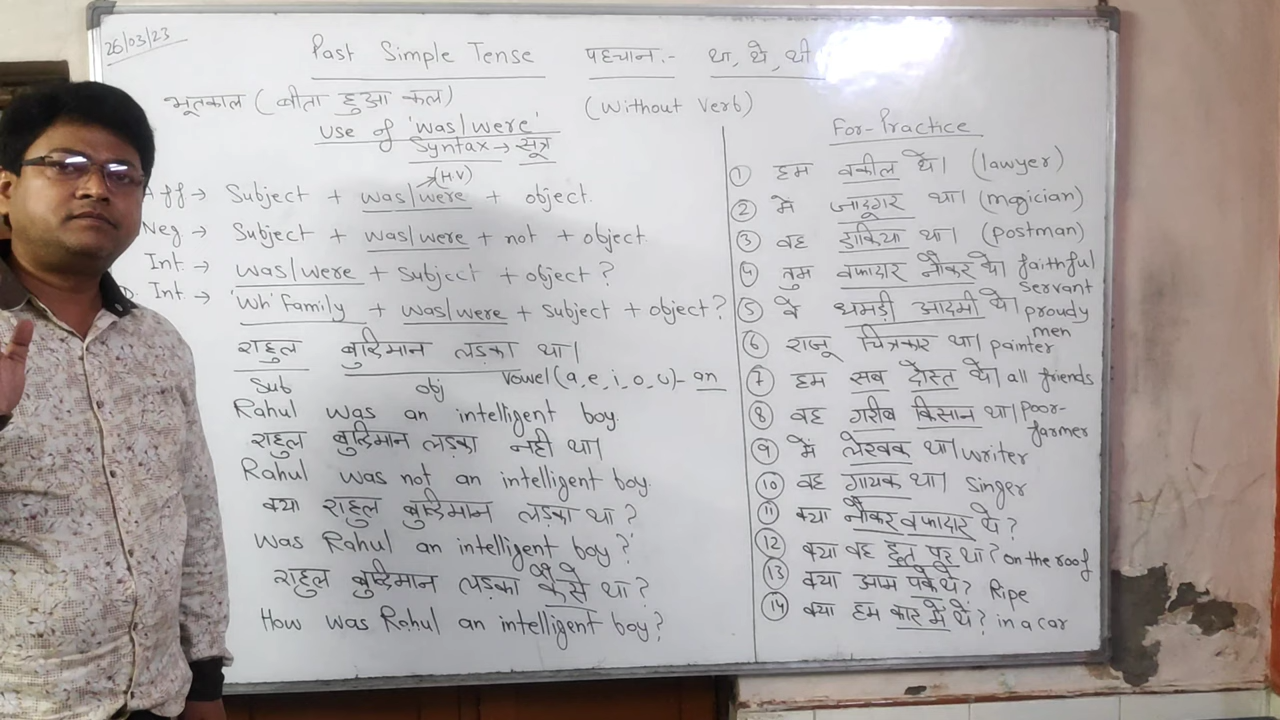 26/03/23
Past Simple Tense पहचान :- था, थे, थी
भूतकाल (बीता हुआ कल) (Without Verb)
Use of 'was/were'
Syntax → सूत्र
(H.V)
Aff → Subject + was/were + object.
Neg → Subject + was/were + not + object.
Int. → was/were + Subject + object?
D. Int. → 'Wh' Family + was/were + Subject + object?
राहुल बुद्धिमान लड़का था।
Sub obj Vowel (a, e, i, o, u) - an
Rahul was an intelligent boy.
राहुल बुद्धिमान लड़का नही था।
Rahul was not an intelligent boy.
क्या राहुल बुद्धिमान लड़का था?
Was Rahul an intelligent boy?
राहुल बुद्धिमान लड़का कैसे था?
How was Rahul an intelligent boy?
For-Practice
① हम वकील थे। (lawyer)
② मैं जादूगर था। (magician)
③ वह डाकिया था। (postman)
④ तुम वफादार नौकर थे। faithful servant
⑤ वे घमंडी आदमी थे। proudy men
⑥ राजू चित्रकार था। painter
⑦ हम सब दोस्त थे। all friends
⑧ वह गरीब किसान था। poor-farmer
⑨ मैं लेखक था। writer
⑩ वह गायक था। singer
⑪ क्या नौकर वफादार थे?
⑫ क्या वह छत पर था? on the roof
⑬ क्या आम पके थे? Ripe
⑭ क्या हम कार में थे? in a car